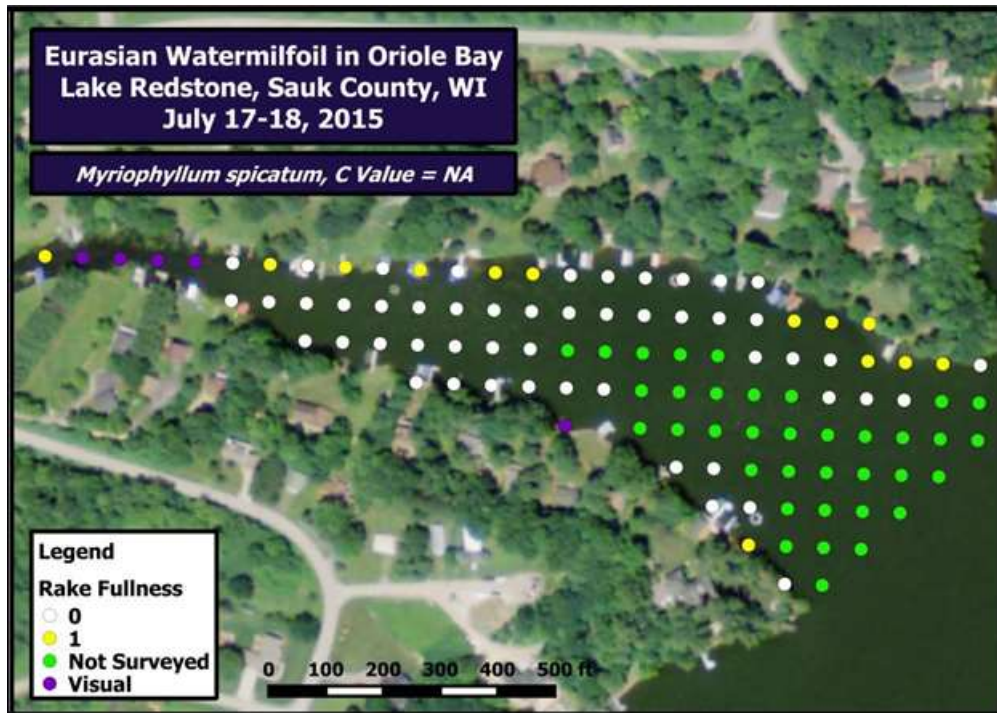 Eurasian Watermilfoil in Oriole Bay
Lake Redstone, Sauk County, WI
July 17-18, 2015
Myriophyllum spicatum, C Value = NA
Legend
Rake Fullness
0
1
Not Surveyed
Visual
0 100 200 300 400 500 ft